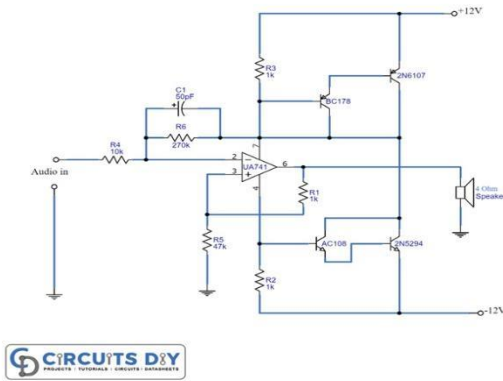 +12V
R3
1k
2N6107
C1
50pF
BC178
R6
270k
R4
10k
7
2
6
UA741
3
4
Audio in
R1
1k
4 Ohm
Speake
R5
47k
AC108
2N5294
R2
1k
-12V
CiRCUiTS DiY
PROJECTS TUTORIALS CIRCUITS DATASHEETS